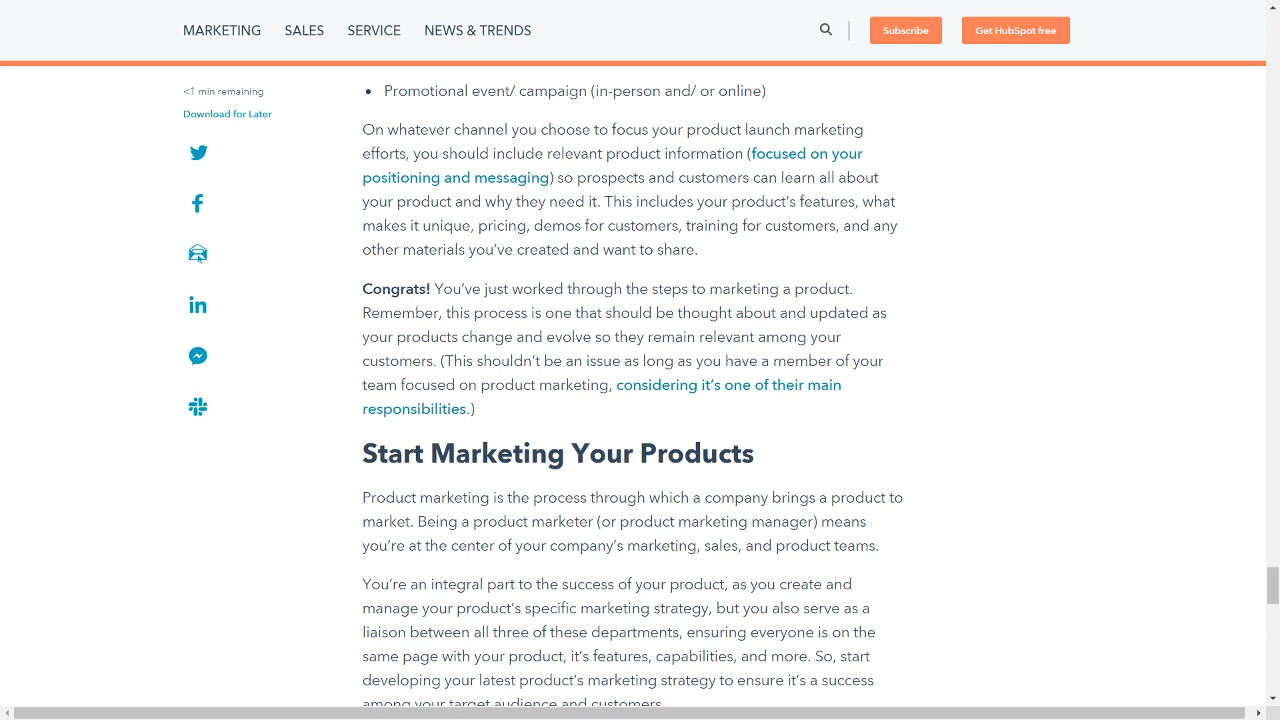 MARKETING SALES SERVICE NEWS & TRENDS
Subscribe
Get HubSpot free
<1 min remaining
Download for Later
• Promotional event/ campaign (in-person and/ or online)
On whatever channel you choose to focus your product launch marketing
efforts, you should include relevant product information (focused on your
positioning and messaging) so prospects and customers can learn all about
your product and why they need it. This includes your product’s features, what
makes it unique, pricing, demos for customers, training for customers, and any
other materials you’ve created and want to share.
Congrats! You’ve just worked through the steps to marketing a product.
Remember, this process is one that should be thought about and updated as
your products change and evolve so they remain relevant among your
customers. (This shouldn’t be an issue as long as you have a member of your
team focused on product marketing, considering it’s one of their main
responsibilities.)
Start Marketing Your Products
Product marketing is the process through which a company brings a product to
market. Being a product marketer (or product marketing manager) means
you’re at the center of your company’s marketing, sales, and product teams.
You’re an integral part to the success of your product, as you create and
manage your product’s specific marketing strategy, but you also serve as a
liaison between all three of these departments, ensuring everyone is on the
same page with your product, it’s features, capabilities, and more. So, start
developing your latest product’s marketing strategy to ensure it’s a success
among your target audience and customers.